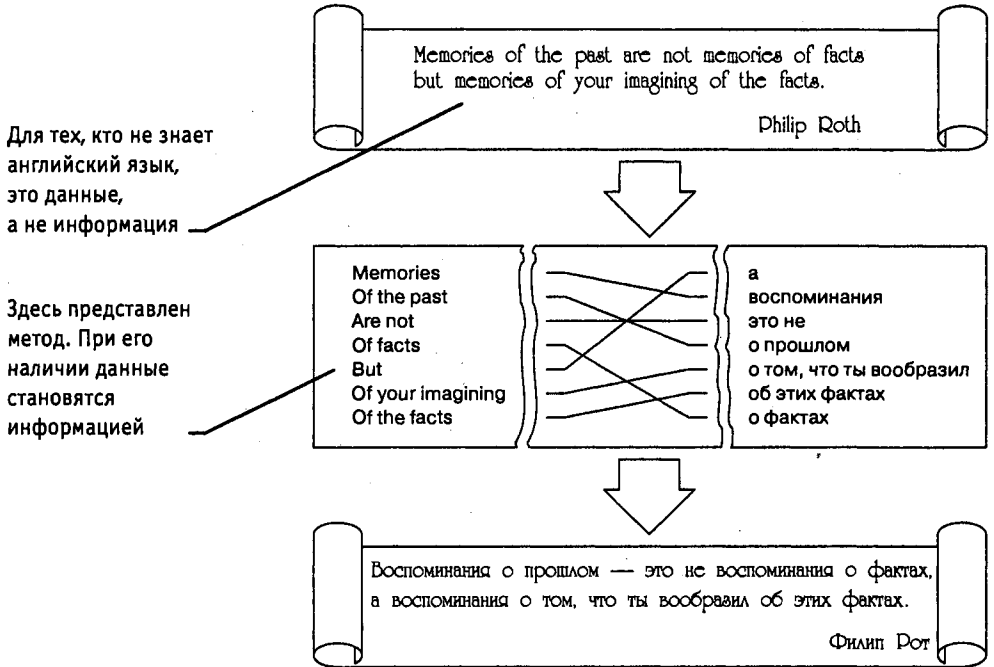 Memories of the past are not memories of facts
but memories of your imagining of the facts.
Philip Roth
Для тех, кто не знает
английский язык,
это данные,
а не информация
Memories
Of the past
Are not
Of facts
But
Of your imagining
Of the facts
а
воспоминания
это не
о прошлом
о том, что ты вообразил
об этих фактах
о фактах
Здесь представлен
метод. При его
наличии данные
становятся
информацией
Воспоминания о прошлом — это не воспоминания о фактах,
а воспоминания о том, что ты вообразил об этих фактах.
Филип Рот